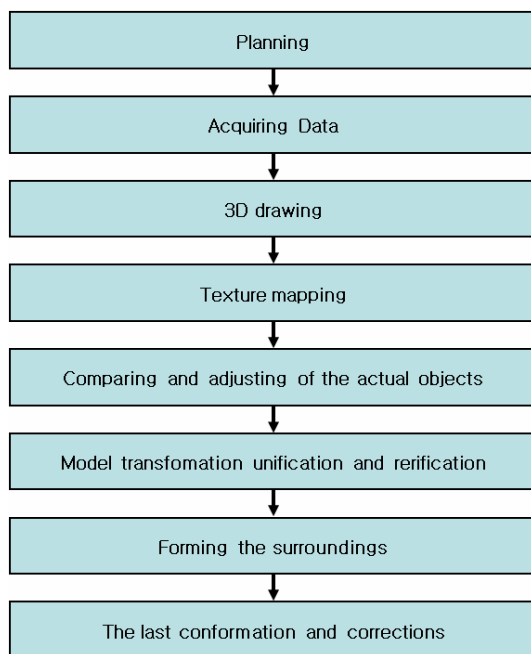 Planning
Acquiring Data
3D drawing
Texture mapping
Comparing and adjusting of the actual objects
Model transfomation unification and rerification
Forming the surroundings
The last conformation and corrections